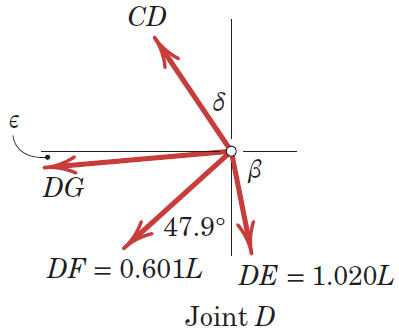 CD
δ
ϵ
β
DG
47.9°
DF = 0.601L
DE = 1.020L
Joint D